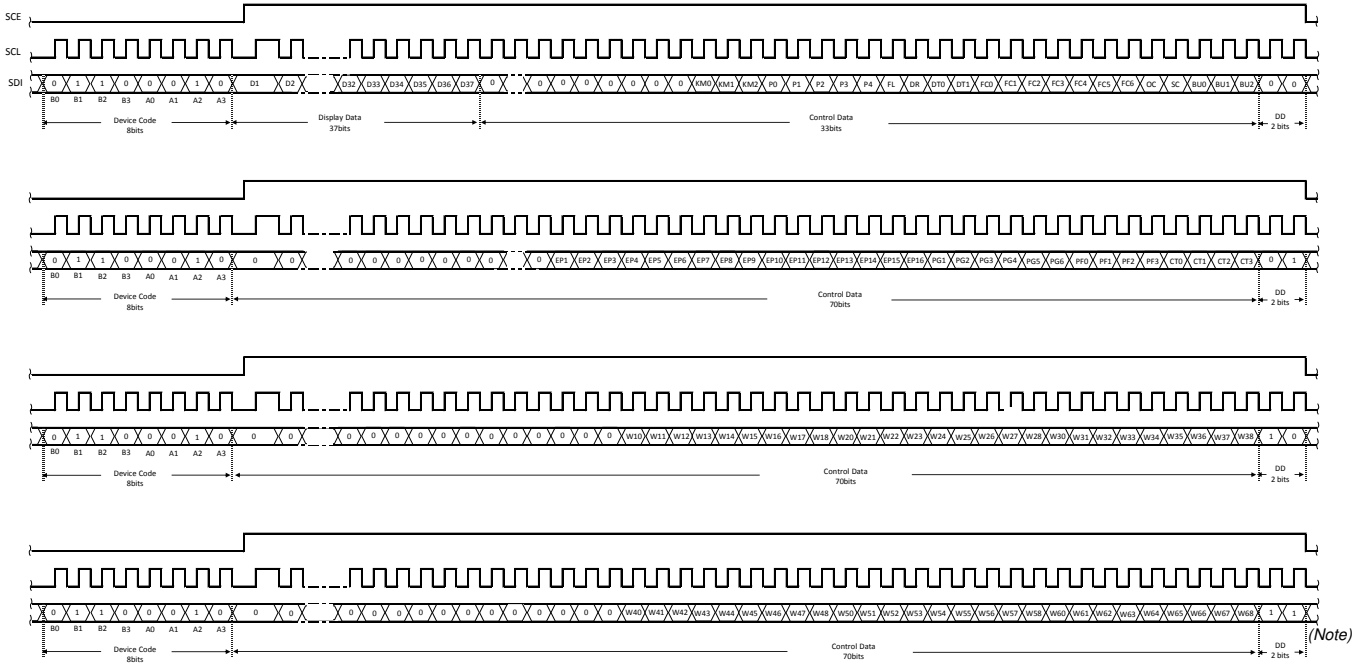 SCE
SCL
SDI 0 1 1 0 0 0 1 0 D1 D2 D32 D33 D34 D35 D36 D37 0 0 0 0 0 0 0 0 KM0 KM1 KM2 P0 P1 P2 P3 P4 FL DR DT0 DT1 FC0 FC1 FC2 FC3 FC4 FC5 FC6 OC SC BU0 BU1 BU2 0 0
B0 B1 B2 B3 A0 A1 A2 A3
Device Code 8bits
Display Data 37bits
Control Data 33bits
DD 2 bits
0 1 1 0 0 0 1 0 0 0 0 0 0 0 0 0 0 0 EP1 EP2 EP3 EP4 EP5 EP6 EP7 EP8 EP9 EP10 EP11 EP12 EP13 EP14 EP15 EP16 PG1 PG2 PG3 PG4 PG5 PG6 PF0 PF1 PF2 PF3 CT0 CT1 CT2 CT3 0 1
B0 B1 B2 B3 A0 A1 A2 A3
Device Code 8bits
Control Data 70bits
DD 2 bits
0 1 1 0 0 0 1 0 0 0 0 0 0 0 0 0 0 0 0 0 0 0 W10 W11 W12 W13 W14 W15 W16 W17 W18 W20 W21 W22 W23 W24 W25 W26 W27 W28 W30 W31 W32 W33 W34 W35 W36 W37 W38 1 0
B0 B1 B2 B3 A0 A1 A2 A3
Device Code 8bits
Control Data 70bits
DD 2 bits
0 1 1 0 0 0 1 0 0 0 0 0 0 0 0 0 0 0 0 0 0 0 W40 W41 W42 W43 W44 W45 W46 W47 W48 W50 W51 W52 W53 W54 W55 W56 W57 W58 W60 W61 W62 W63 W64 W65 W66 W67 W68 1 1
B0 B1 B2 B3 A0 A1 A2 A3
(Note)
Device Code 8bits
Control Data 70bits
DD 2 bits